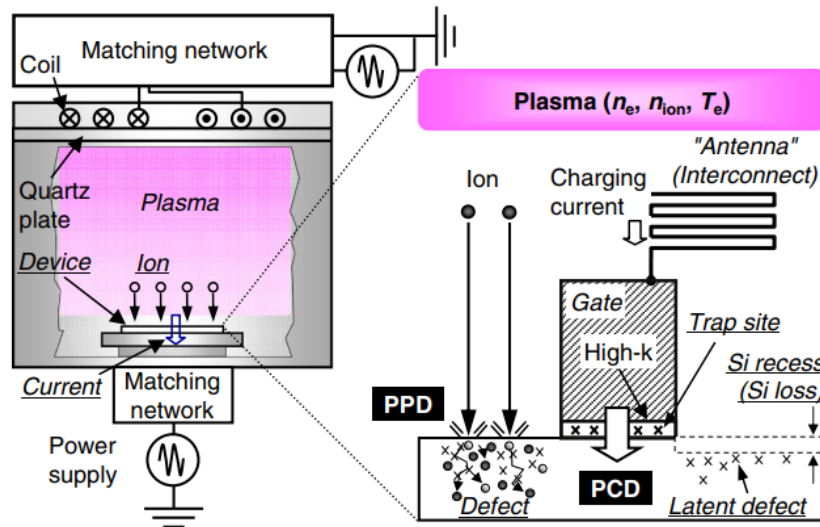 Matching network
Coil
Quartz
plate
Plasma
Device
Ion
Current
Matching
network
Power
supply
Plasma (nₑ, nᵢₒₙ, Tₑ)
Ion
Charging
current
"Antenna"
(Interconnect)
Gate
High-k
Trap site
Si recess
(Si loss)
PPD
PCD
Defect
Latent defect